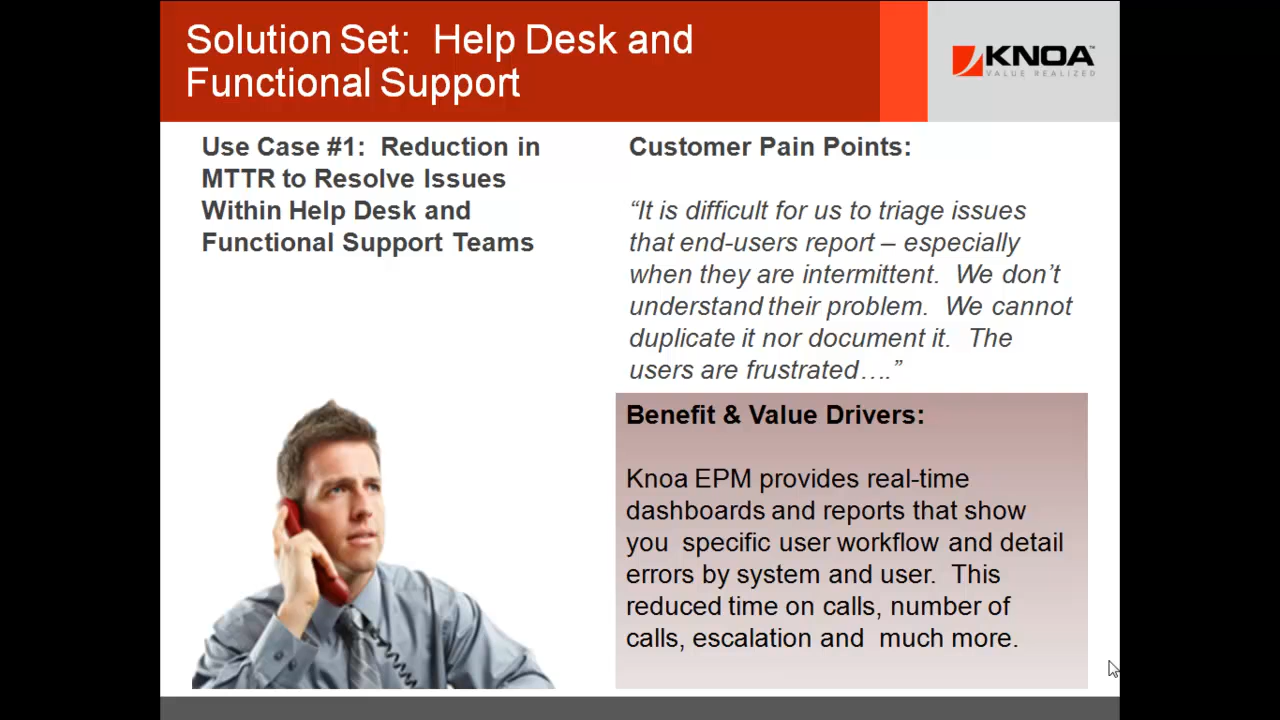 Solution Set:  Help Desk and
Functional Support
KNOA™
VALUE REALIZED
Use Case #1:  Reduction in
MTTR to Resolve Issues
Within Help Desk and
Functional Support Teams
Customer Pain Points:
“It is difficult for us to triage issues
that end-users report – especially
when they are intermittent.  We don’t
understand their problem.  We cannot
duplicate it nor document it.  The
users are frustrated….”
Benefit & Value Drivers:
Knoa EPM provides real-time
dashboards and reports that show
you  specific user workflow and detail
errors by system and user.  This
reduced time on calls, number of
calls, escalation and  much more.